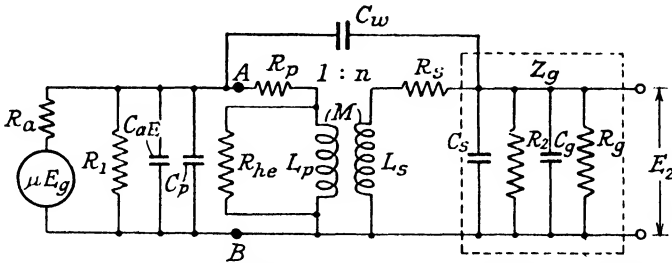 C_w
A R_p 1 : n R_s Z_g
R_a C_aE (M) C_s R_2 C_g R_g
μE_g R_1 C_p R_he L_p L_s E_2
B